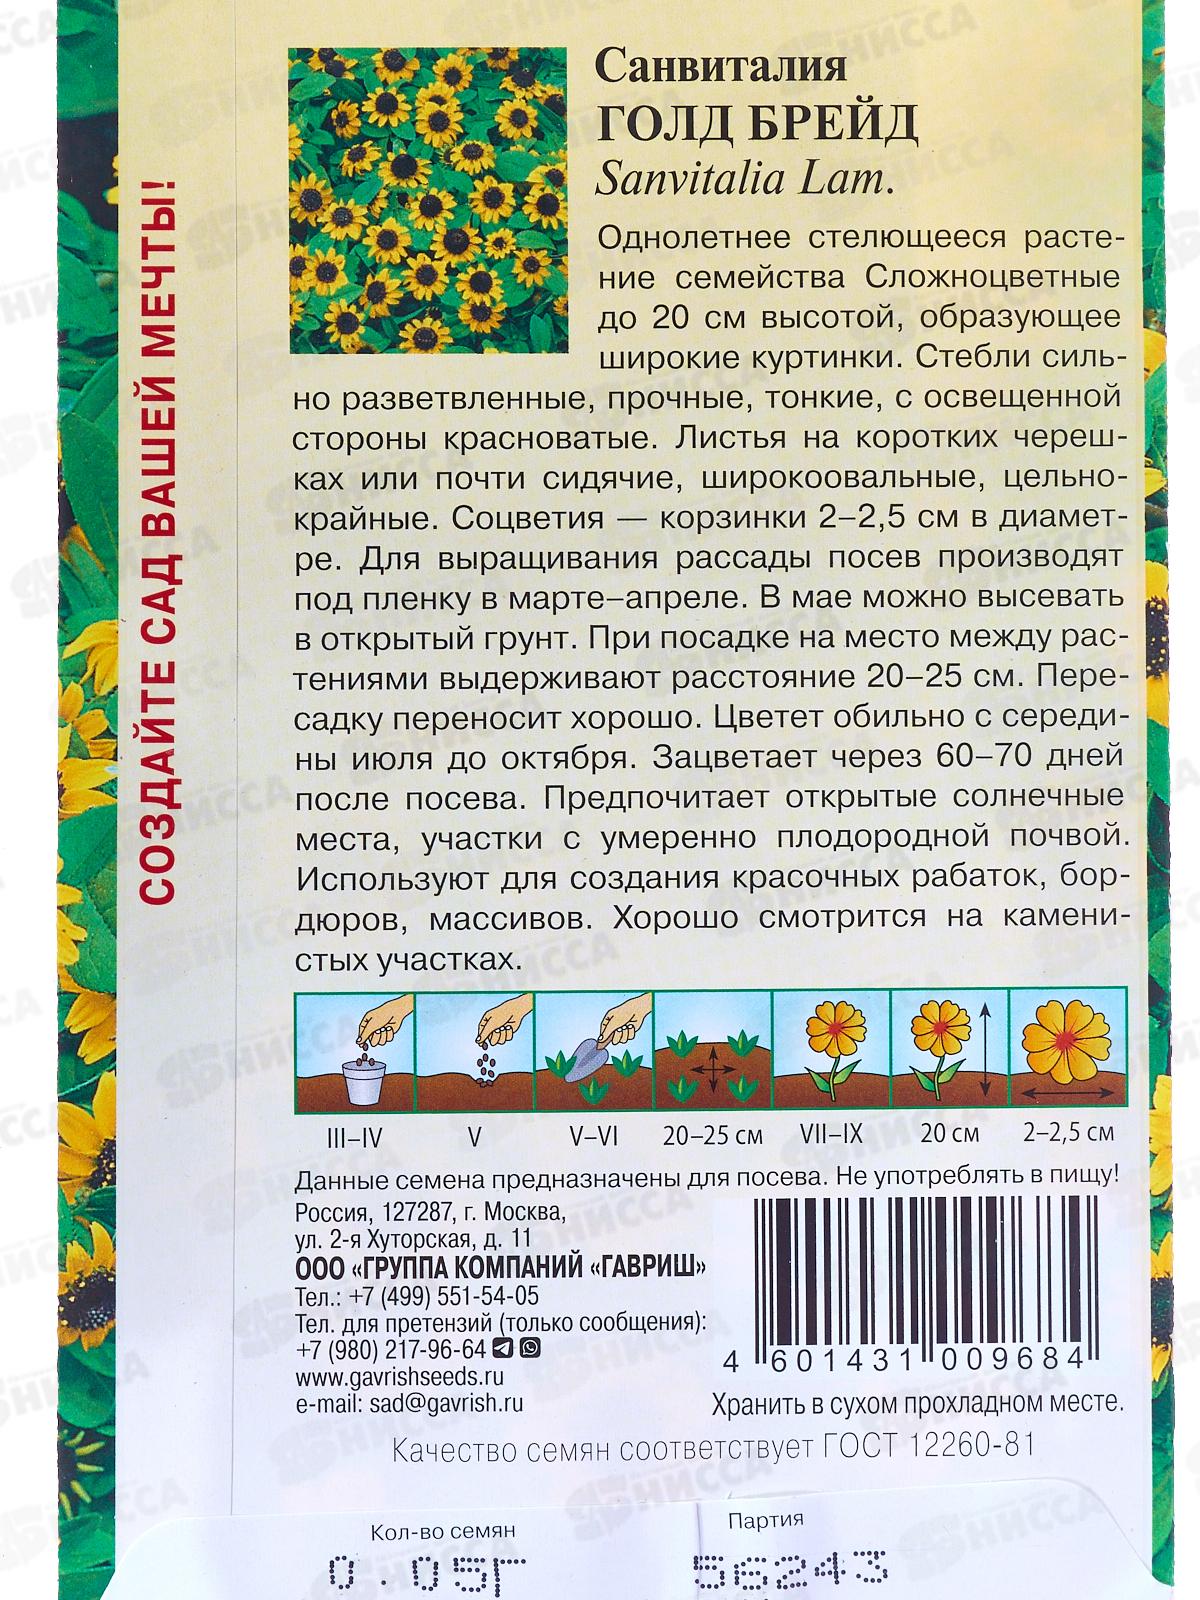 СОЗДАЙТЕ САД ВАШЕЙ МЕЧТЫ!
Санвиталия
ГОЛД БРЕЙД
Sanvitalia Lam.
Однолетнее стелющееся расте-
ние семейства Сложноцветные
до 20 см высотой, образующее
широкие куртинки. Стебли силь-
но разветвленные, прочные, тонкие, с освещенной
стороны красноватые. Листья на коротких череш-
ках или почти сидячие, широкоовальные, цельно-
крайные. Соцветия — корзинки 2–2,5 см в диамет-
ре. Для выращивания рассады посев производят
под пленку в марте–апреле. В мае можно высевать
в открытый грунт. При посадке на место между рас-
тениями выдерживают расстояние 20–25 см. Пере-
садку переносит хорошо. Цветет обильно с середи-
ны июля до октября. Зацветает через 60–70 дней
после посева. Предпочитает открытые солнечные
места, участки с умеренно плодородной почвой.
Используют для создания красочных рабаток, бор-
дюров, массивов. Хорошо смотрится на камени-
стых участках.
III–IV V V–VI 20–25 см VII–IX 20 см 2–2,5 см
Данные семена предназначены для посева. Не употреблять в пищу!
Россия, 127287, г. Москва,
ул. 2-я Хуторская, д. 11
ООО «ГРУППА КОМПАНИЙ «ГАВРИШ»
Тел.: +7 (499) 551-54-05
Тел. для претензий (только сообщения):
+7 (980) 217-96-64
www.gavrishseeds.ru
e-mail: sad@gavrish.ru
4 601431 009684
Хранить в сухом прохладном месте.
Качество семян соответствует ГОСТ 12260-81
Кол-во семян Партия
0.05Г 56243